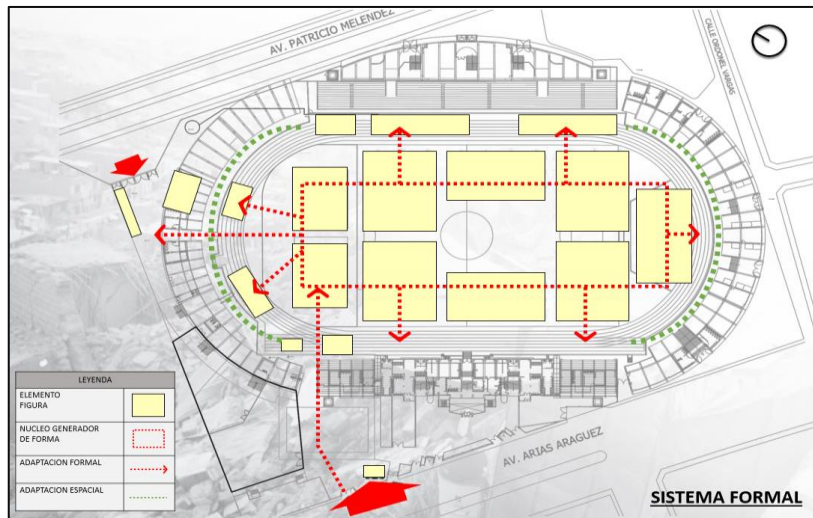 AV. PATRICIO MELENDEZ
CALLE ORDONEL VARGAS
AV. ARIAS ARAGUEZ
LEYENDA
ELEMENTO
FIGURA
NUCLEO GENERADOR
DE FORMA
ADAPTACION FORMAL
ADAPTACION ESPACIAL
SISTEMA FORMAL